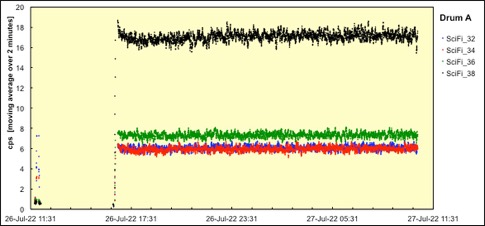 Drum A
SciFi_32
SciFi_34
SciFi_36
SciFi_38
cps [moving average over 2 minutes]
20
18
16
14
12
10
8
6
4
2
0
26-Jul-22 11:31 26-Jul-22 17:31 26-Jul-22 23:31 27-Jul-22 05:31 27-Jul-22 11:31